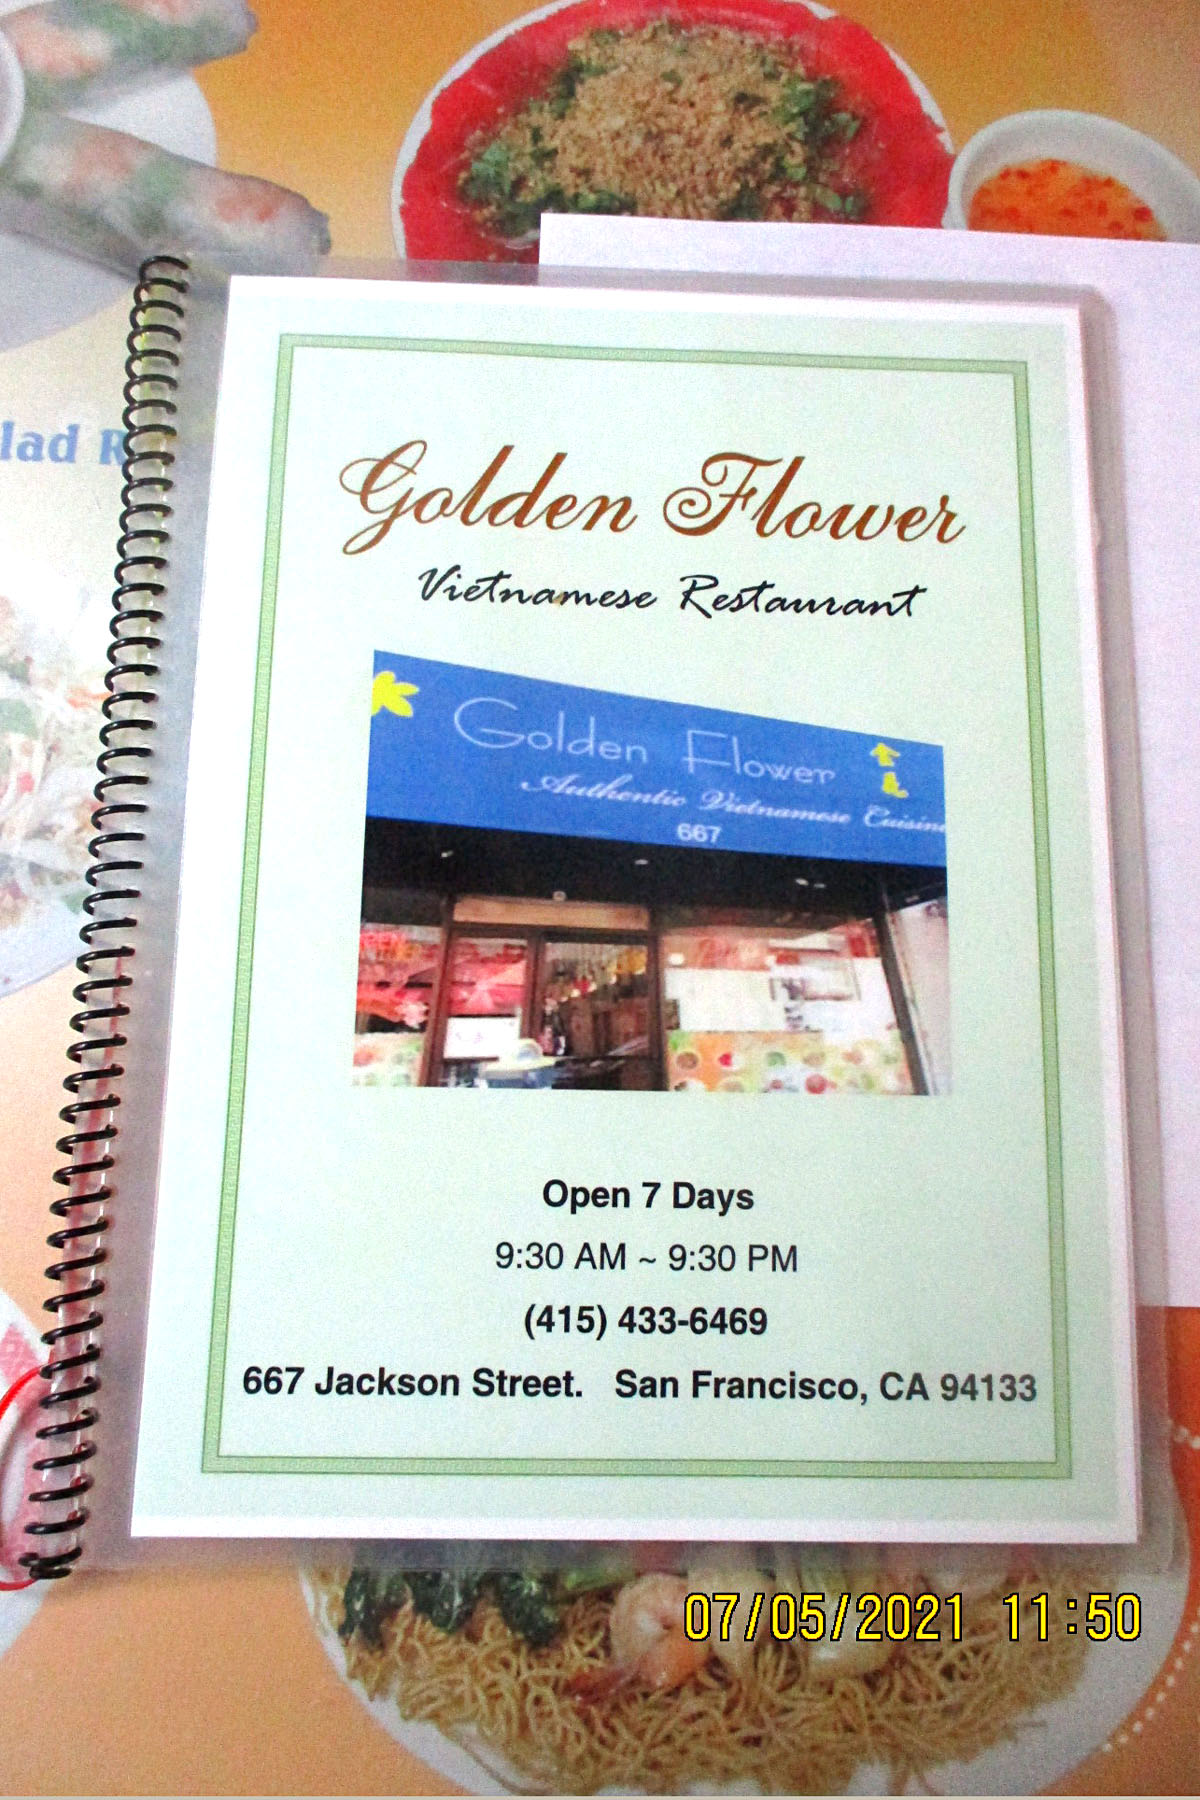 lad R
Golden Flower
Vietnamese Restaurant
Golden Flower
Authentic Vietnamese Cuisine
667
Open 7 Days
9:30 AM ~ 9:30 PM
(415) 433-6469
667 Jackson Street. San Francisco, CA 94133
07/05/2021 11:50